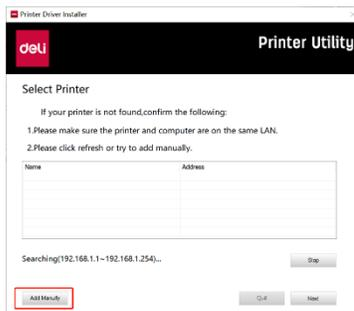 Printer Driver Installer
deli
Printer Utility
Select Printer
If your printer is not found,confirm the following:
1.Please make sure the printer and computer are on the same LAN.
2.Please click refresh or try to add manually.
Name Address
Searching(192.168.1.1~192.168.1.254)...
Stop
Add Manully
Quit
Next